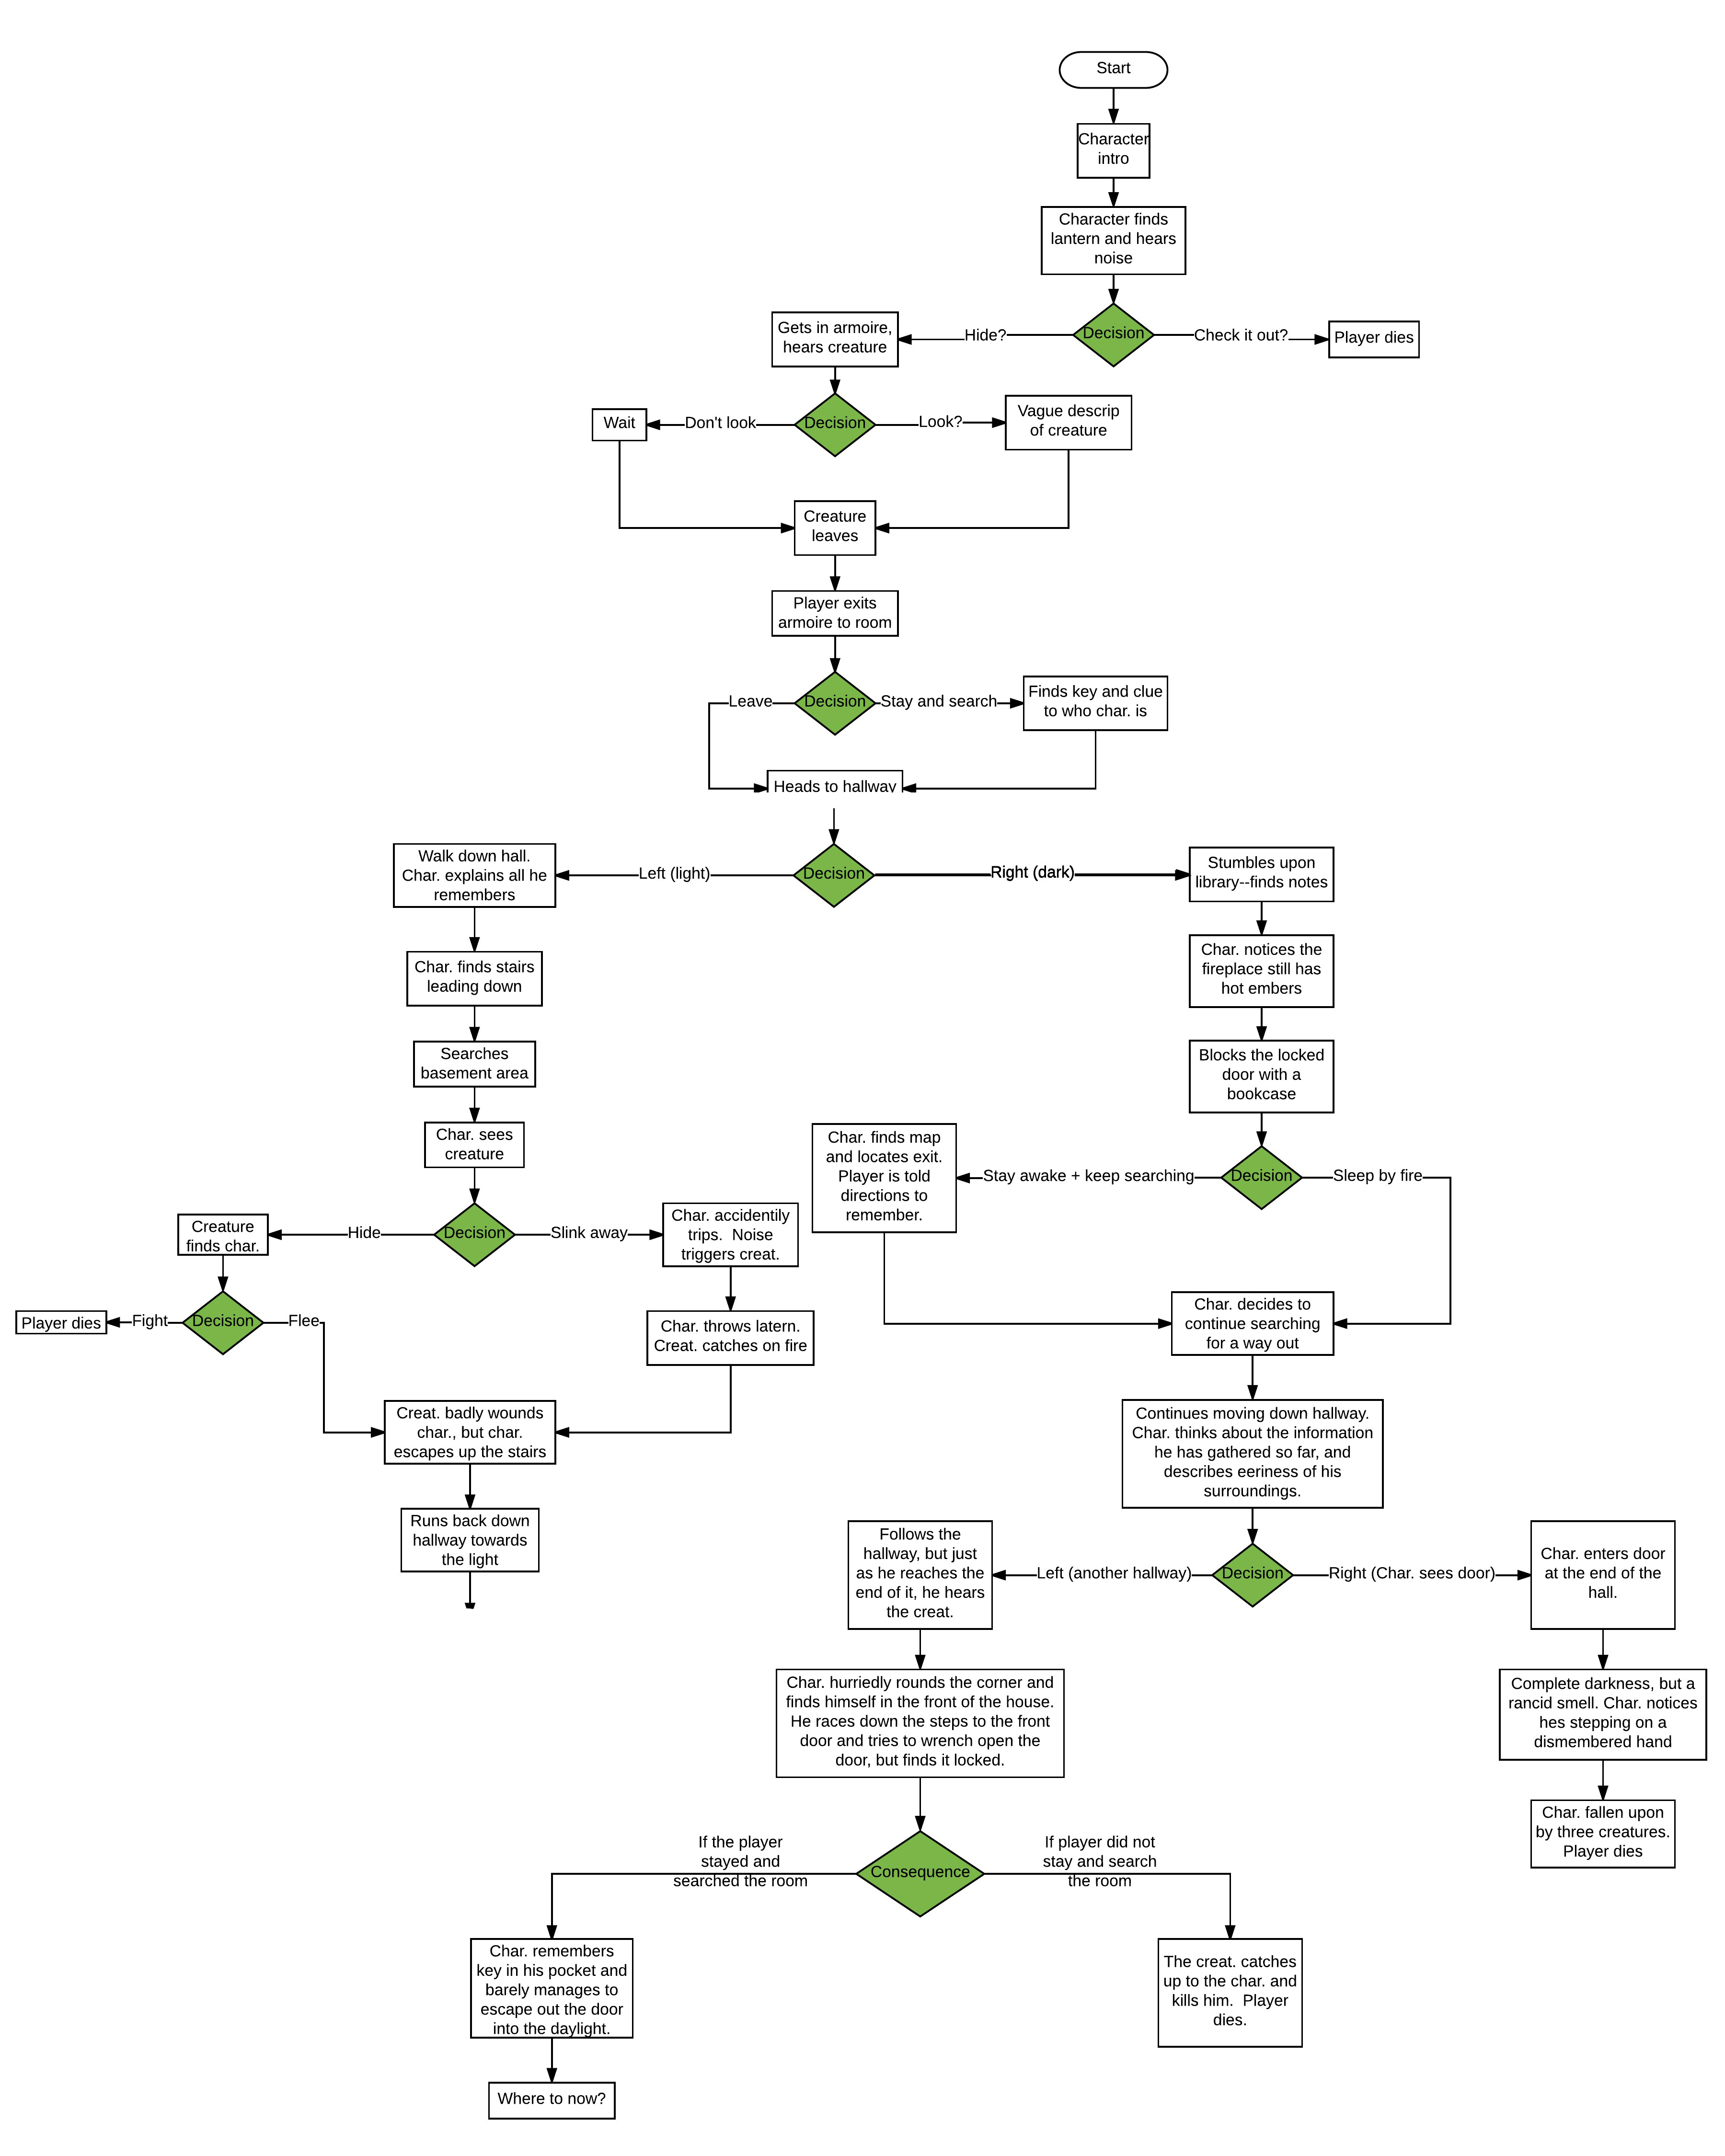 Start
Character
intro
Character finds
lantern and hears
noise
Decision
Hide?
Check it out?
Player dies
Gets in armoire,
hears creature
Decision
Don't look
Look?
Wait
Vague descrip
of creature
Creature
leaves
Player exits
armoire to room
Decision
Leave
Stay and search
Finds key and clue
to who char. is
Heads to hallway
Decision
Left (light)
Right (dark)
Walk down hall.
Char. explains all he
remembers
Char. finds stairs
leading down
Searches
basement area
Char. sees
creature
Decision
Hide
Slink away
Creature
finds char.
Decision
Fight
Flee
Player dies
Char. accidentily
trips.  Noise
triggers creat.
Char. throws latern.
Creat. catches on fire
Creat. badly wounds
char., but char.
escapes up the stairs
Runs back down
hallway towards
the light
Stumbles upon
library--finds notes
Char. notices the
fireplace still has
hot embers
Blocks the locked
door with a
bookcase
Decision
Stay awake + keep searching
Sleep by fire
Char. finds map
and locates exit.
Player is told
directions to
remember.
Char. decides to
continue searching
for a way out
Continues moving down hallway.
Char. thinks about the information
he has gathered so far, and
describes eeriness of his
surroundings.
Decision
Left (another hallway)
Right (Char. sees door)
Follows the
hallway, but just
as he reaches the
end of it, he hears
the creat.
Char. enters door
at the end of the
hall.
Complete darkness, but a
rancid smell. Char. notices
hes stepping on a
dismembered hand
Char. fallen upon
by three creatures.
Player dies
Char. hurriedly rounds the corner and
finds himself in the front of the house.
He races down the steps to the front
door and tries to wrench open the
door, but finds it locked.
Consequence
If the player
stayed and
searched the room
If player did not
stay and search
the room
Char. remembers
key in his pocket and
barely manages to
escape out the door
into the daylight.
The creat. catches
up to the char. and
kills him.  Player
dies.
Where to now?